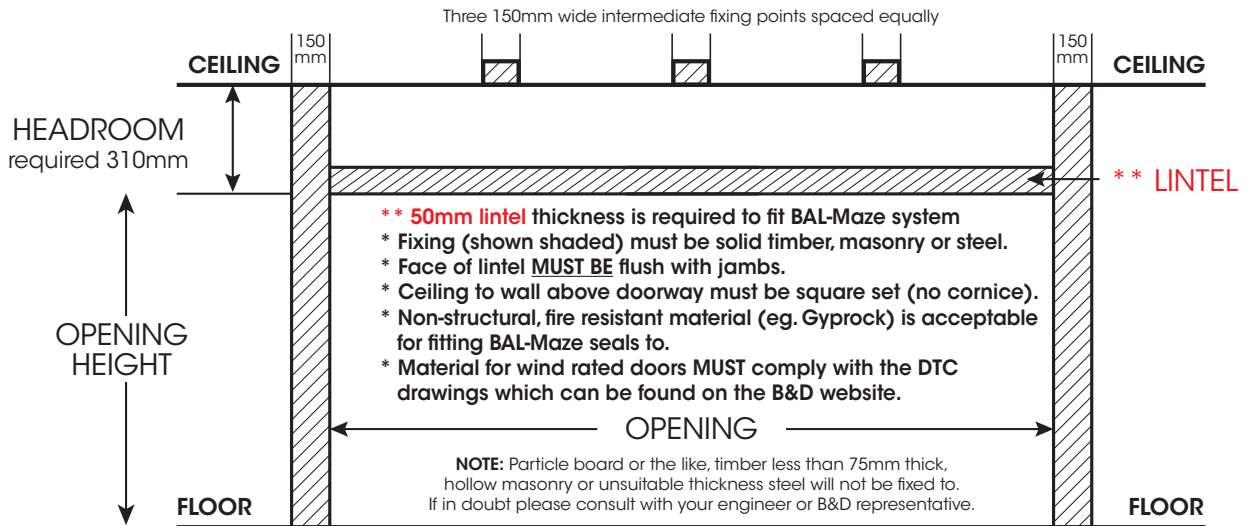 Three 150mm wide intermediate fixing points spaced equally
150
mm
150
mm
CEILING
CEILING
HEADROOM
required 310mm
** LINTEL
** 50mm lintel thickness is required to fit BAL-Maze system
* Fixing (shown shaded) must be solid timber, masonry or steel.
* Face of lintel MUST BE flush with jambs.
* Ceiling to wall above doorway must be square set (no cornice).
* Non-structural, fire resistant material (eg. Gyprock) is acceptable
for fitting BAL-Maze seals to.
* Material for wind rated doors MUST comply with the DTC
drawings which can be found on the B&D website.
OPENING
HEIGHT
OPENING
NOTE: Particle board or the like, timber less than 75mm thick,
hollow masonry or unsuitable thickness steel will not be fixed to.
If in doubt please consult with your engineer or B&D representative.
FLOOR
FLOOR